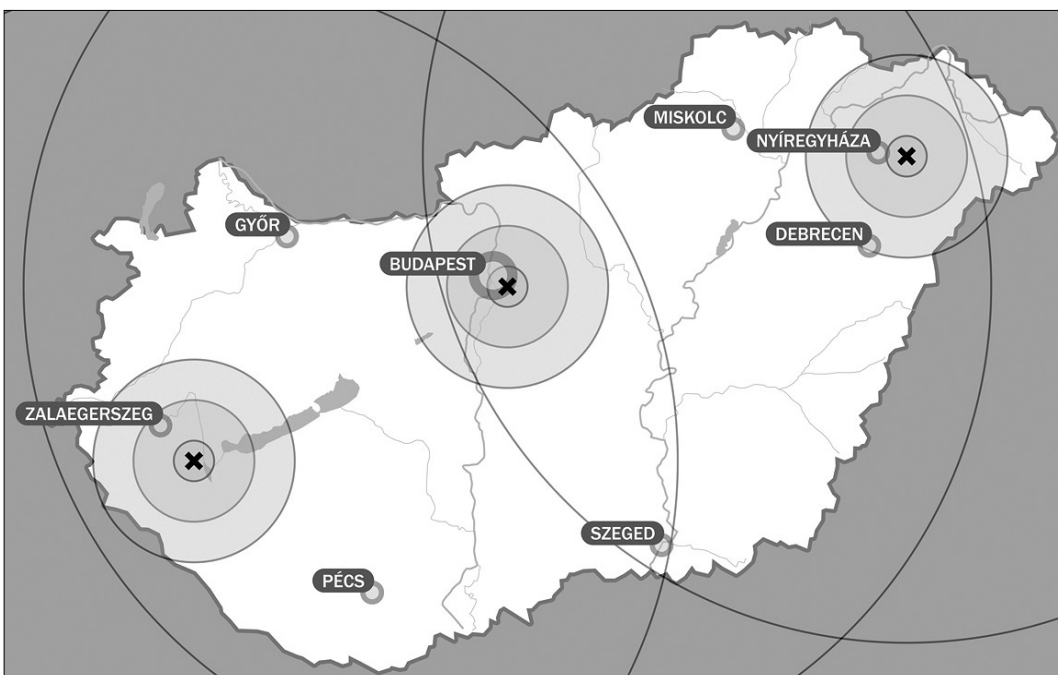 MISKOLC
NYÍREGYHÁZA
GYŐR
DEBRECEN
BUDAPEST
ZALAEGERSZEG
SZEGED
PÉCS